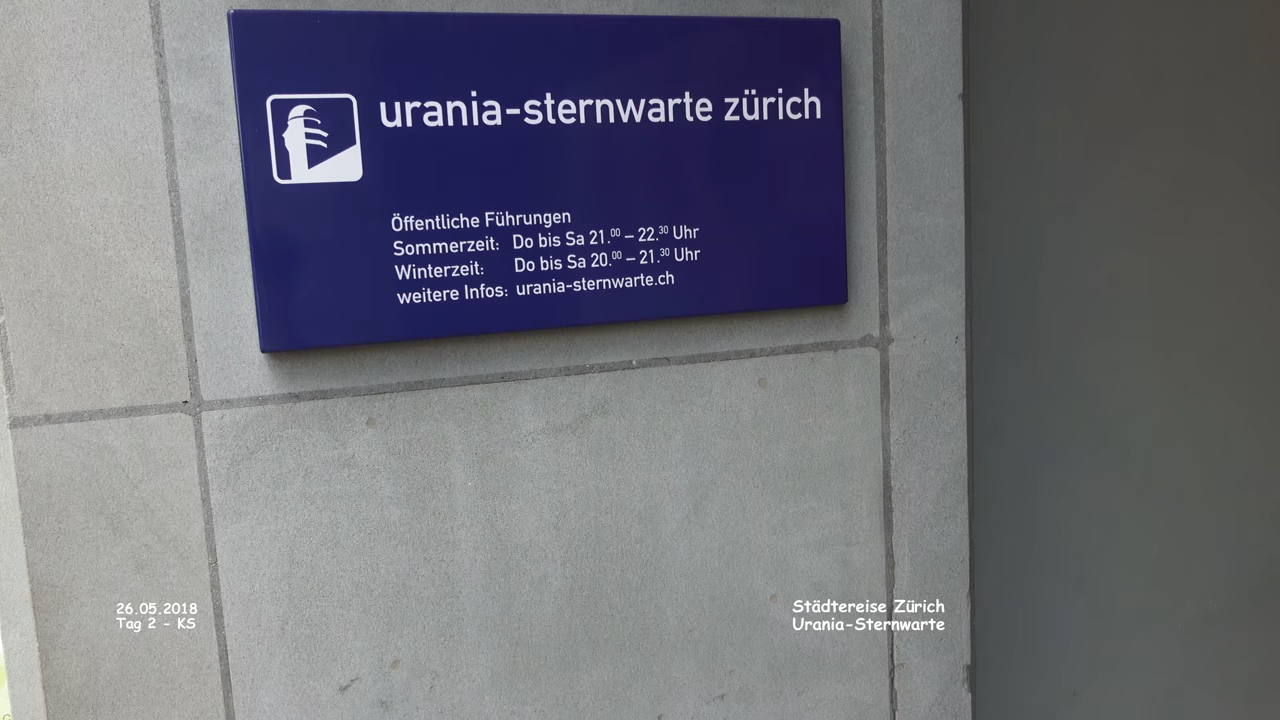 urania-sternwarte zürich
Öffentliche Führungen
Sommerzeit: Do bis Sa 21.00 – 22.30 Uhr
Winterzeit: Do bis Sa 20.00 – 21.30 Uhr
weitere Infos: urania-sternwarte.ch
26.05.2018
Tag 2 - KS
Städtereise Zürich
Urania-Sternwarte